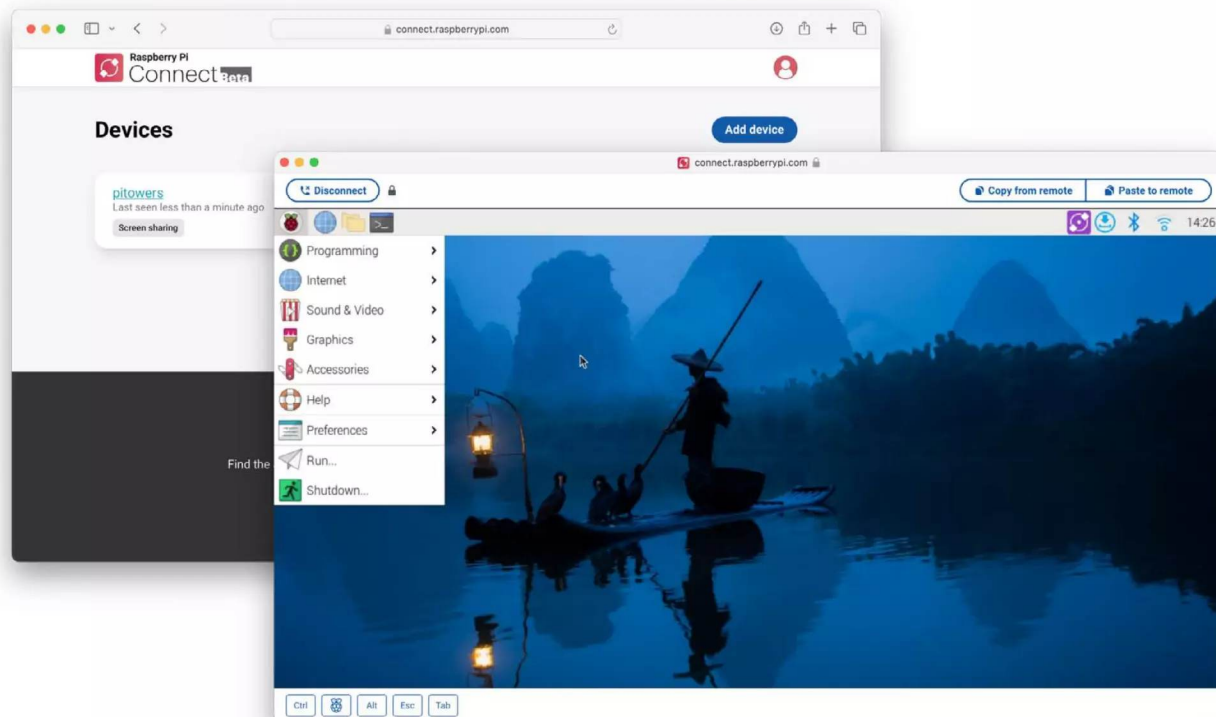 connect.raspberrypi.com
Raspberry Pi
Connect Beta
Devices
Add device
pitowers
Last seen less than a minute ago
Screen sharing
Find the
connect.raspberrypi.com
Disconnect
Copy from remote
Paste to remote
14:26
Programming
Internet
Sound & Video
Graphics
Accessories
Help
Preferences
Run...
Shutdown...
Ctrl
Alt
Esc
Tab